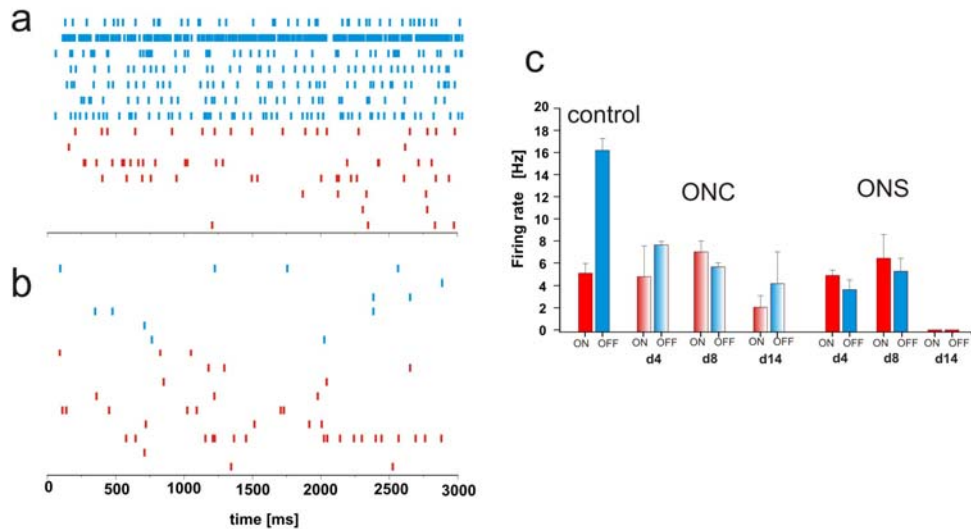 a
b
0 500 1000 1500 2000 2500 3000
time [ms]
c
control
ONC
ONS
Firing rate [Hz]
20
18
16
14
12
10
8
6
4
2
0
ON OFF ON OFF ON OFF ON OFF ON OFF ON OFF ON OFF
d4 d8 d14 d4 d8 d14